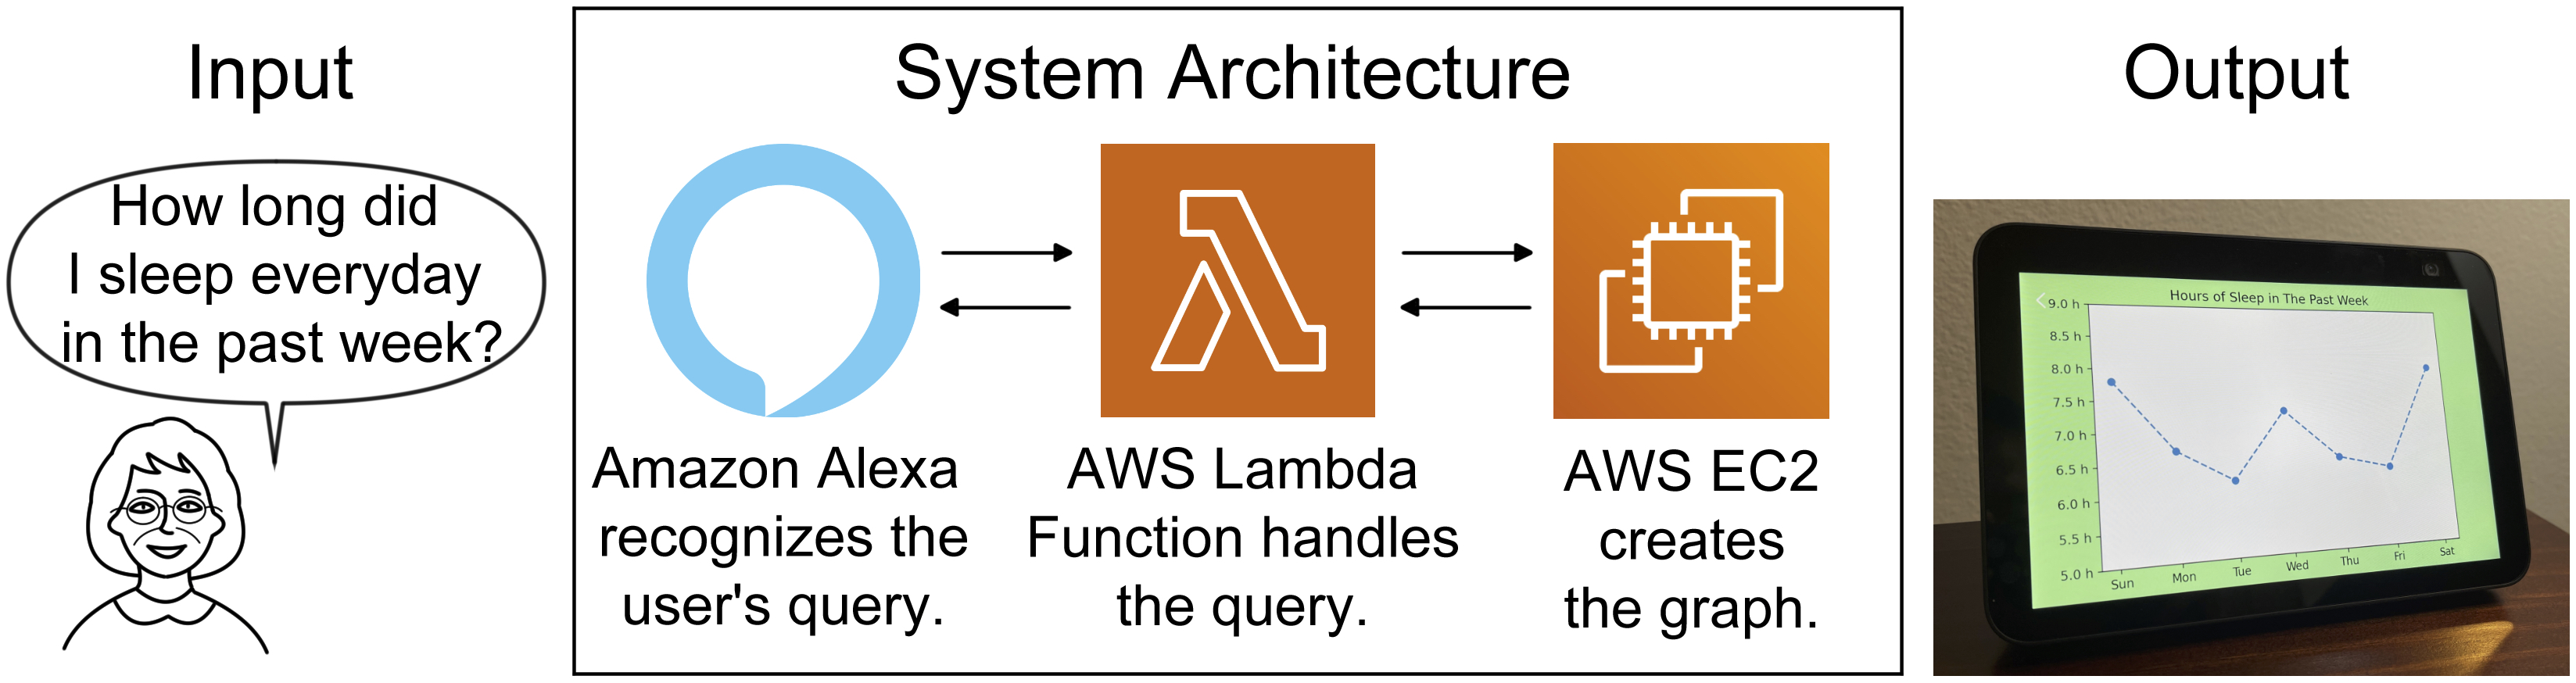 Input
How long did
I sleep everyday
in the past week?
System Architecture
Amazon Alexa
recognizes the
user's query.
AWS Lambda
Function handles
the query.
AWS EC2
creates
the graph.
Output
Hours of Sleep in The Past Week
9.0 h
8.5 h
8.0 h
7.5 h
7.0 h
6.5 h
6.0 h
5.5 h
5.0 h
Sun
Mon
Tue
Wed
Thu
Fri
Sat